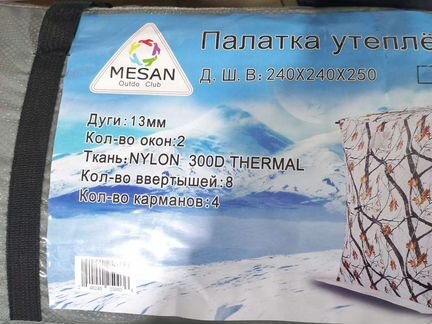 MESAN
Outdo Club
Палатка утеплё
Д. Ш. В: 240X240X250
Дуги: 13мм
Кол-во окон: 2
Ткань: NYLON 300D THERMAL
Кол-во ввертышей: 8
Кол-во карманов: 4